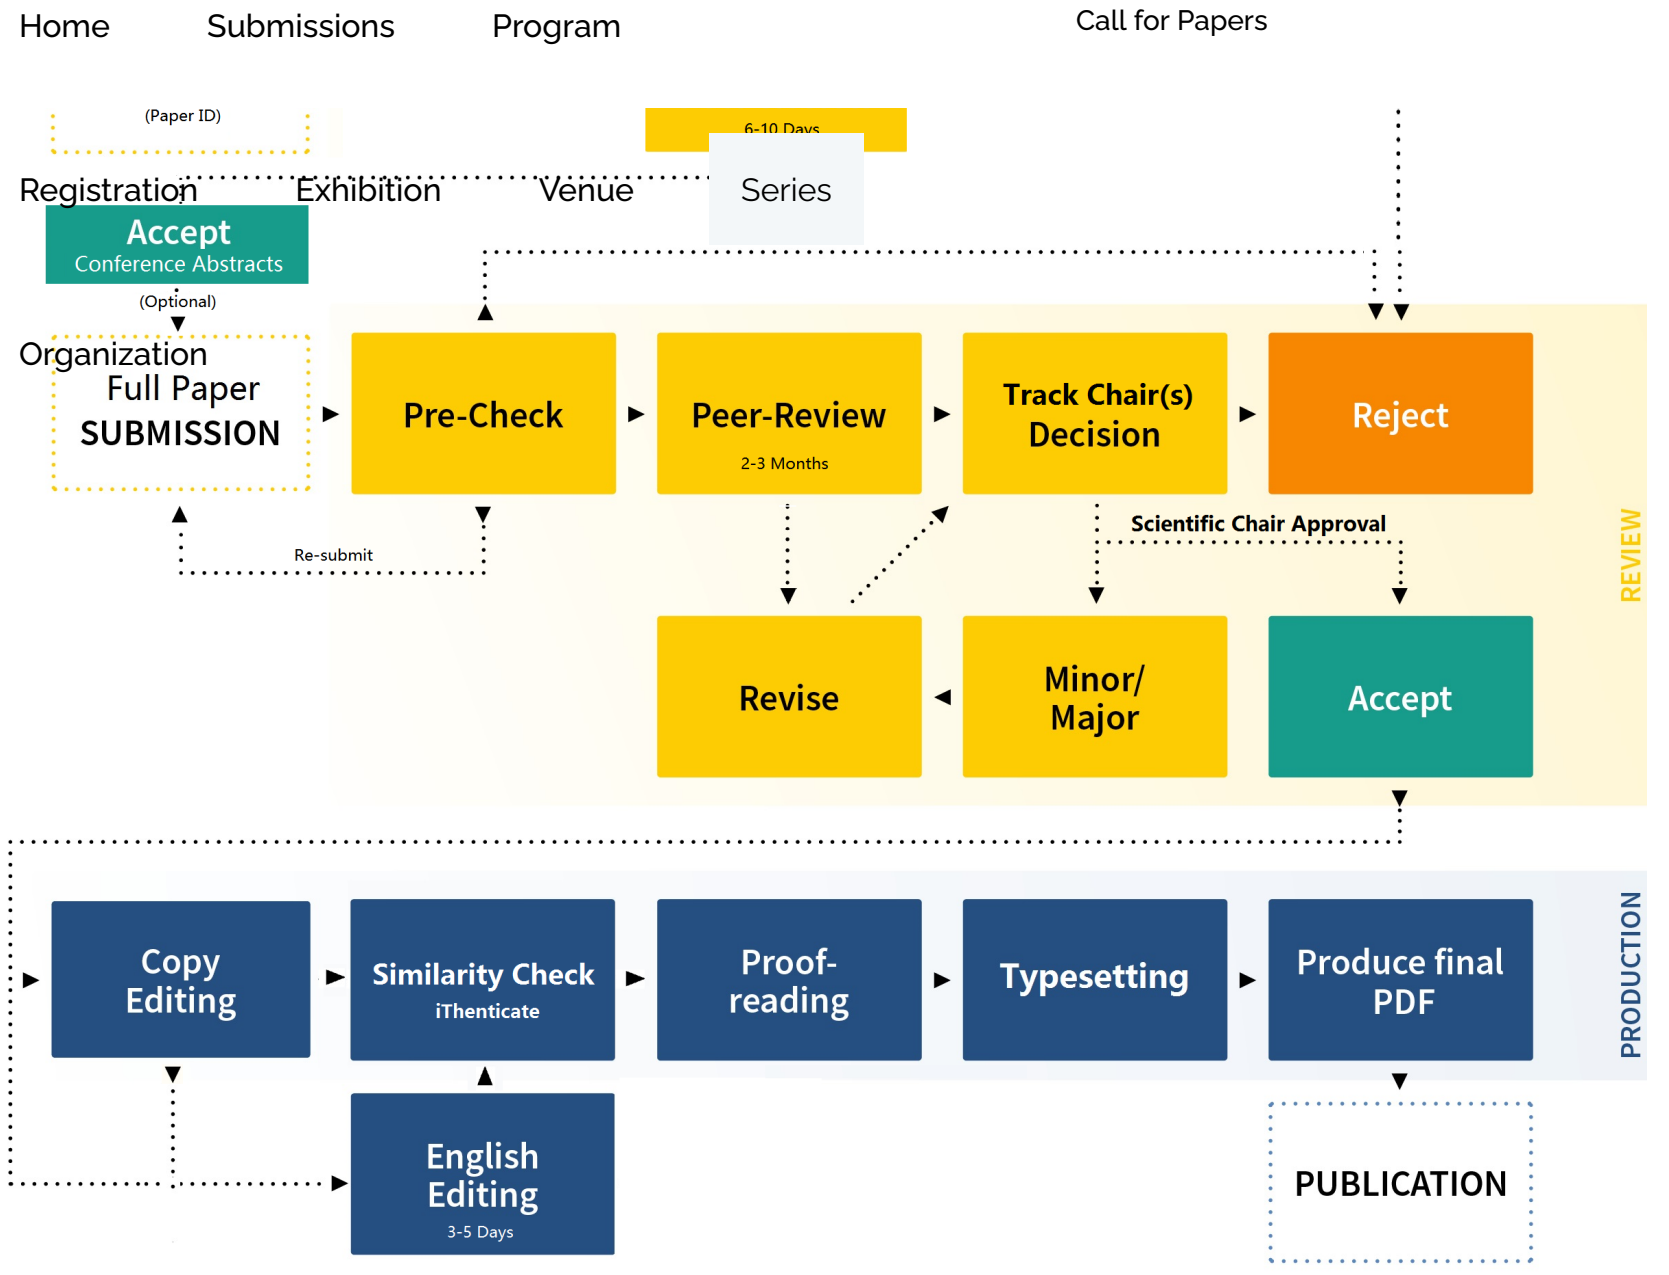 Home Submissions Program Call for Papers
(Paper ID)
6-10 Days
Registration Exhibition Venue Series
Accept
Conference Abstracts
(Optional)
Organization
Full Paper
SUBMISSION
Pre-Check
Peer-Review
2-3 Months
Track Chair(s)
Decision
Reject
Scientific Chair Approval
Re-submit
REVIEW
Revise
Minor/
Major
Accept
Copy
Editing
Similarity Check
iThenticate
Proof-
reading
Typesetting
Produce final
PDF
PRODUCTION
English
Editing
3-5 Days
PUBLICATION